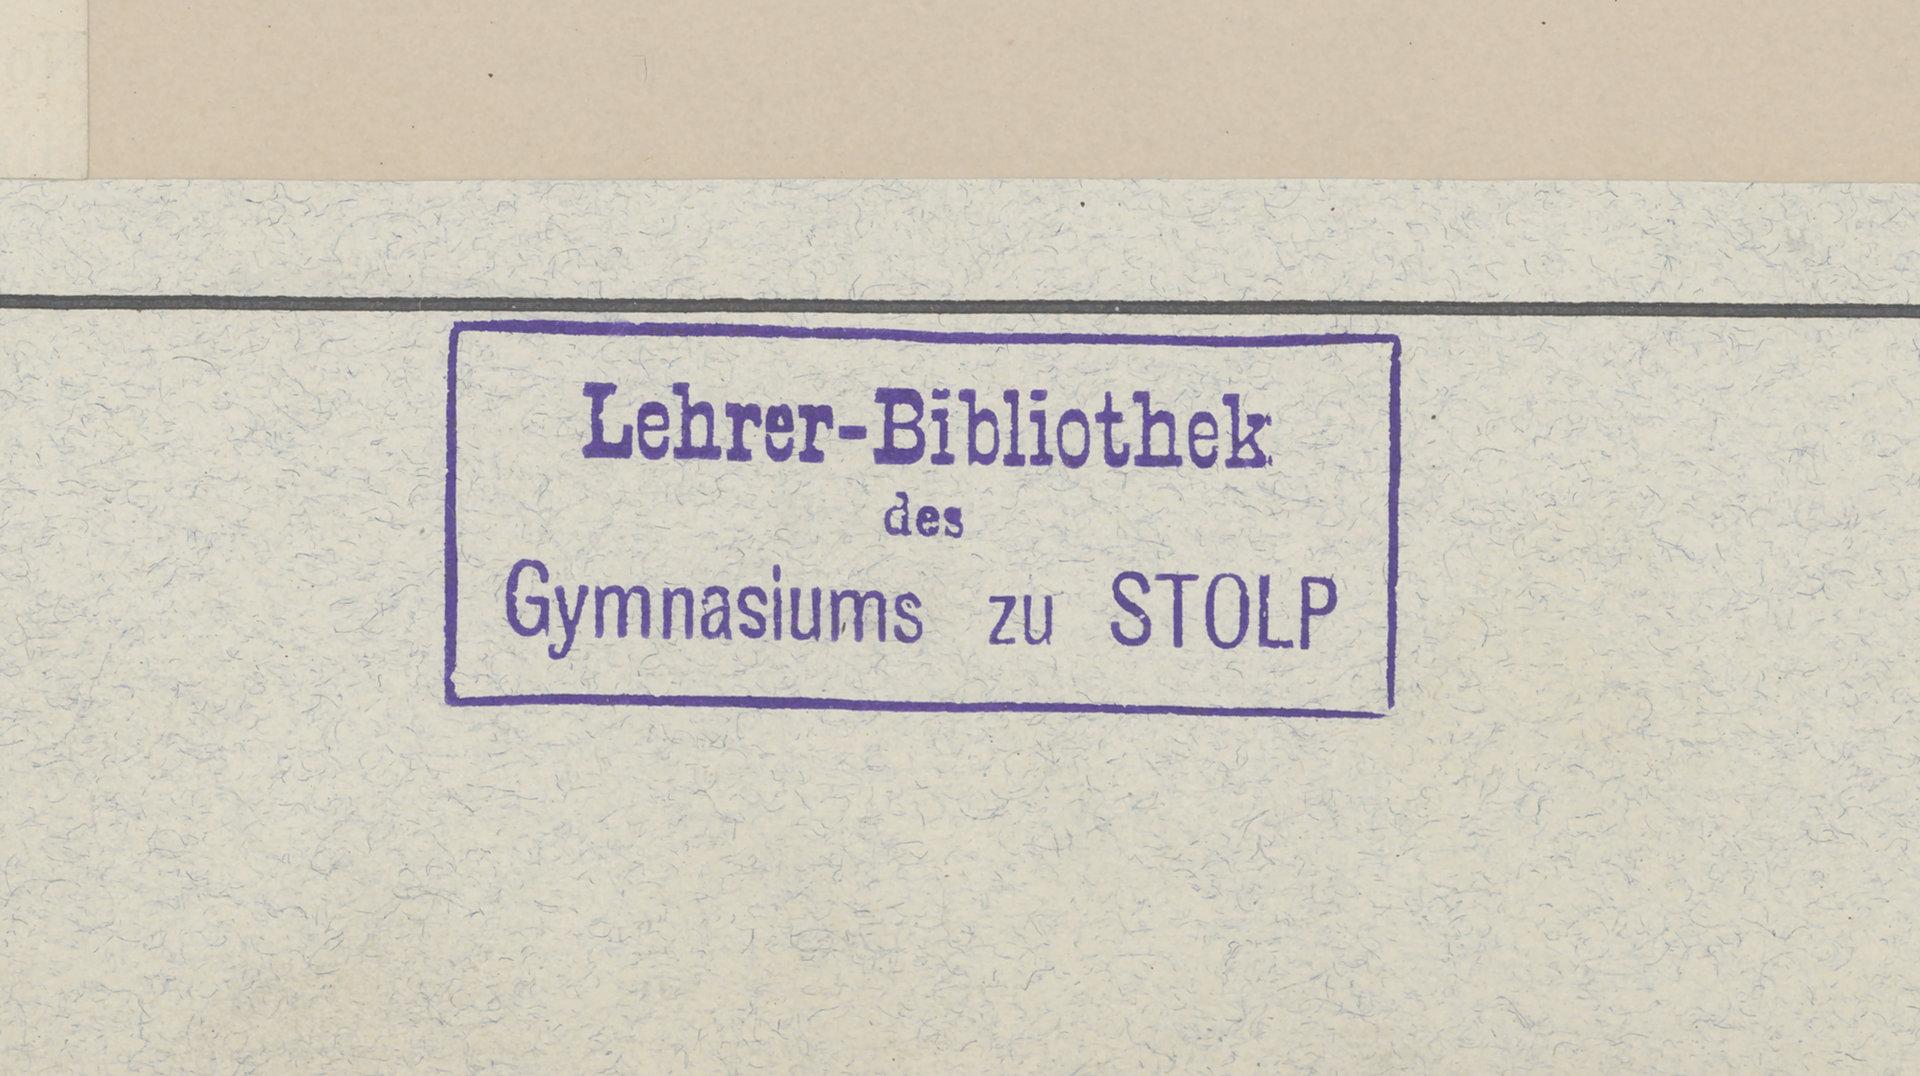 Lehrer-Bibliothek
des
Gymnasiums zu STOLP